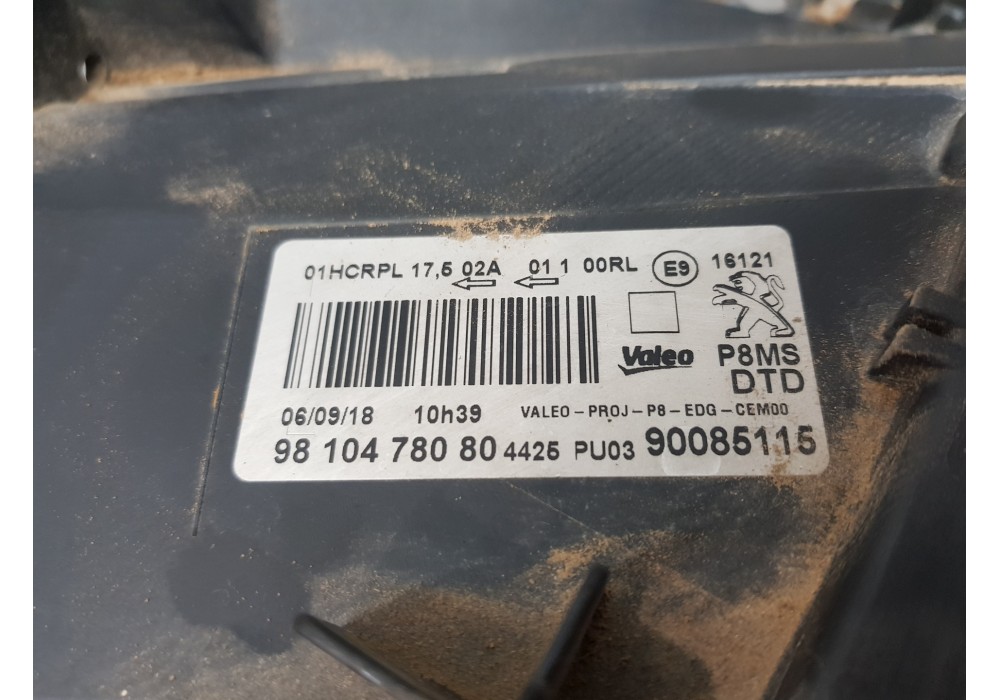 01HCRPL 17,5 02A 01 1 00RL E9 16121
Valeo P8MS
DTD
06/09/18 10h39 VALEO-PROJ-P8-EDG-CEM00
98 104 780 80 4425 PU03 90085115